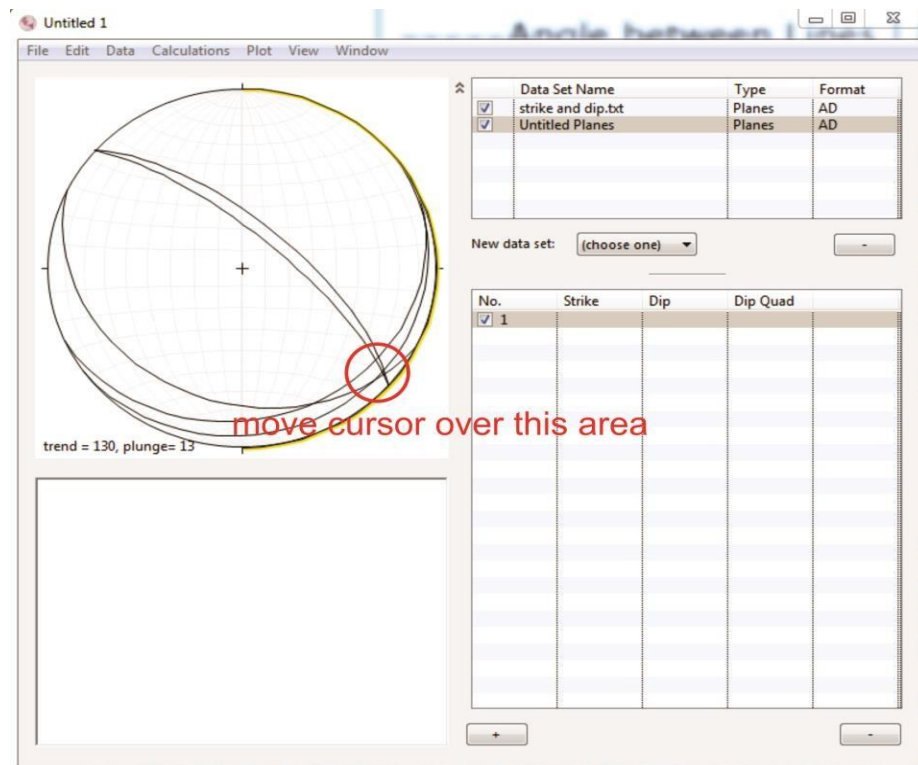 Untitled 1
Angle between Lines
File Edit Data Calculations Plot View Window
Data Set Name Type Format
strike and dip.txt Planes AD
Untitled Planes Planes AD
New data set: (choose one) -
No. Strike Dip Dip Quad
1
move cursor over this area
trend = 130, plunge= 13
+ -